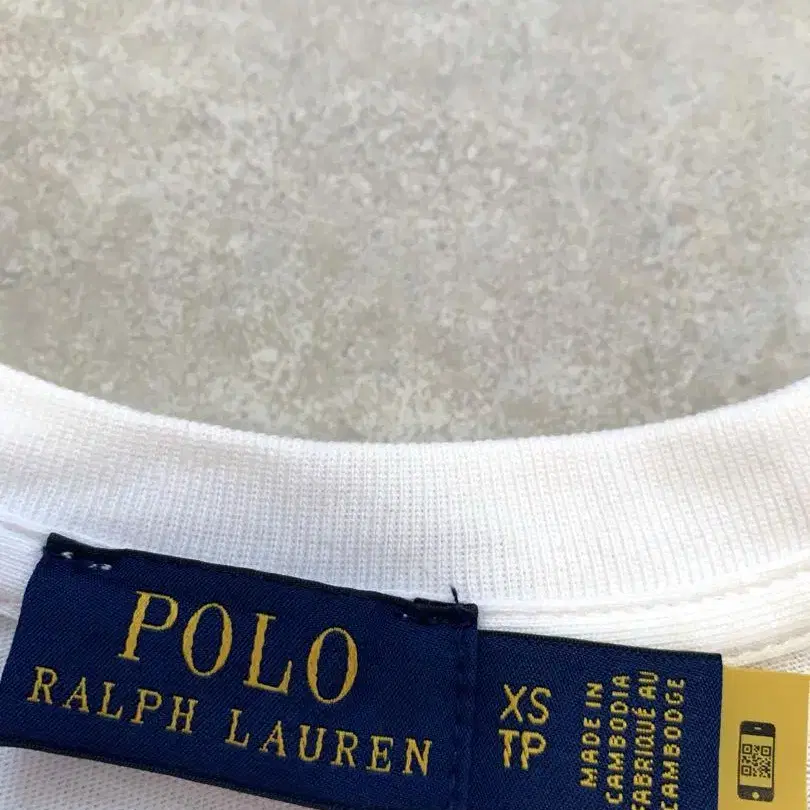 POLO
RALPH LAUREN
XS
TP
MADE IN
CAMBODIA
FABRIQUÉ AU
CAMBODGE